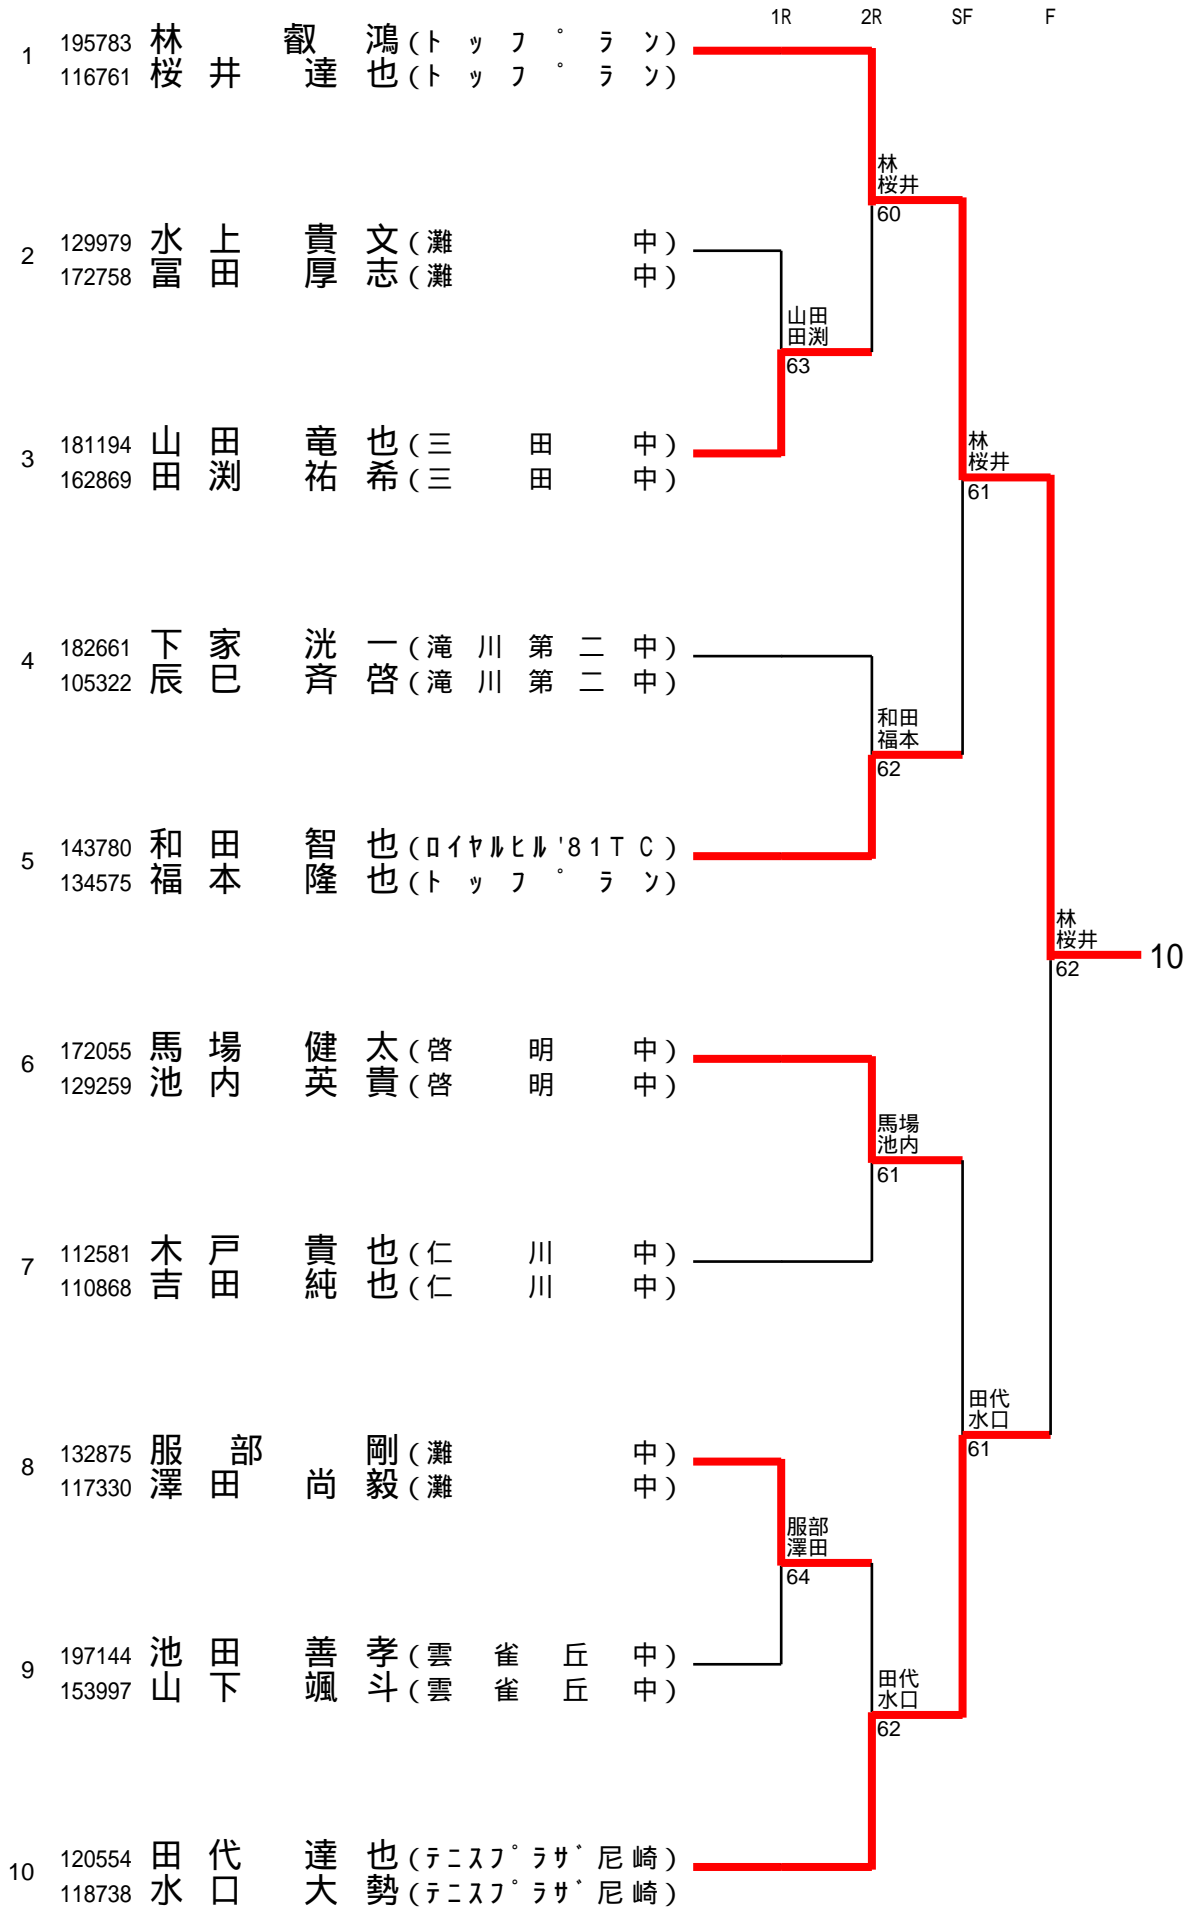 1R 2R SF F
1 195783 林 叡 鴻 (トップラン)
116761 桜井 達也 (トップラン)
林
桜井
60
2 129979 水上 貴文 (灘 中)
172758 冨田 厚志 (灘 中)
山田
田渕
63
3 181194 山田 竜也 (三田中)
162869 田渕 祐希 (三田中)
林
桜井
61
4 182661 下家 洸一 (滝川第二中)
105322 辰巳 斉啓 (滝川第二中)
和田
福本
62
5 143780 和田 智也 (ロイヤルヒル'81TC)
134575 福本 隆也 (トップラン)
林
桜井
62
10
6 172055 馬場 健太 (啓明中)
129259 池内 英貴 (啓明中)
馬場
池内
61
7 112581 木戸 貴也 (仁川中)
110868 吉田 純也 (仁川中)
田代
水口
61
8 132875 服部 剛 (灘 中)
117330 澤田 尚毅 (灘 中)
服部
澤田
64
9 197144 池田 善孝 (雲雀丘中)
153997 山下 颯斗 (雲雀丘中)
田代
水口
62
10 120554 田代 達也 (テニスプラザ尼崎)
118738 水口 大勢 (テニスプラザ尼崎)